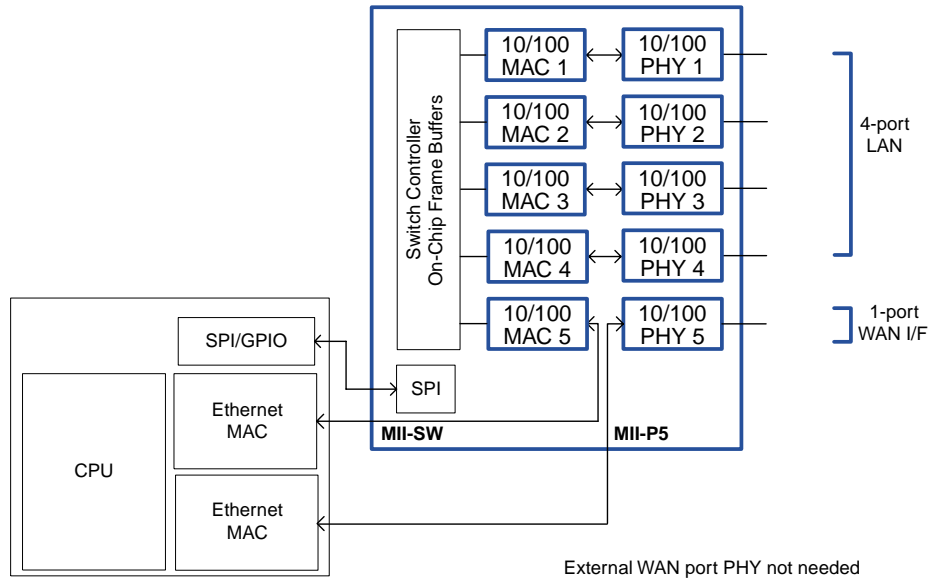 10/100
MAC 1
10/100
PHY 1
10/100
MAC 2
10/100
PHY 2
10/100
MAC 3
10/100
PHY 3
10/100
MAC 4
10/100
PHY 4
10/100
MAC 5
10/100
PHY 5
Switch Controller
On-Chip Frame Buffers
4-port
LAN
1-port
WAN I/F
SPI/GPIO
SPI
Ethernet
MAC
MII-SW
MII-P5
CPU
Ethernet
MAC
External WAN port PHY not needed